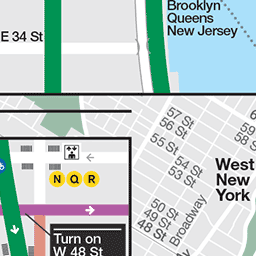 Brooklyn
Queens
New Jersey
E 34 St
57 St
56 St
55 St
54 St
53 St
50 St
49 St
48 St
Broadway
West
New
York
N Q R
Turn on
W 48 St